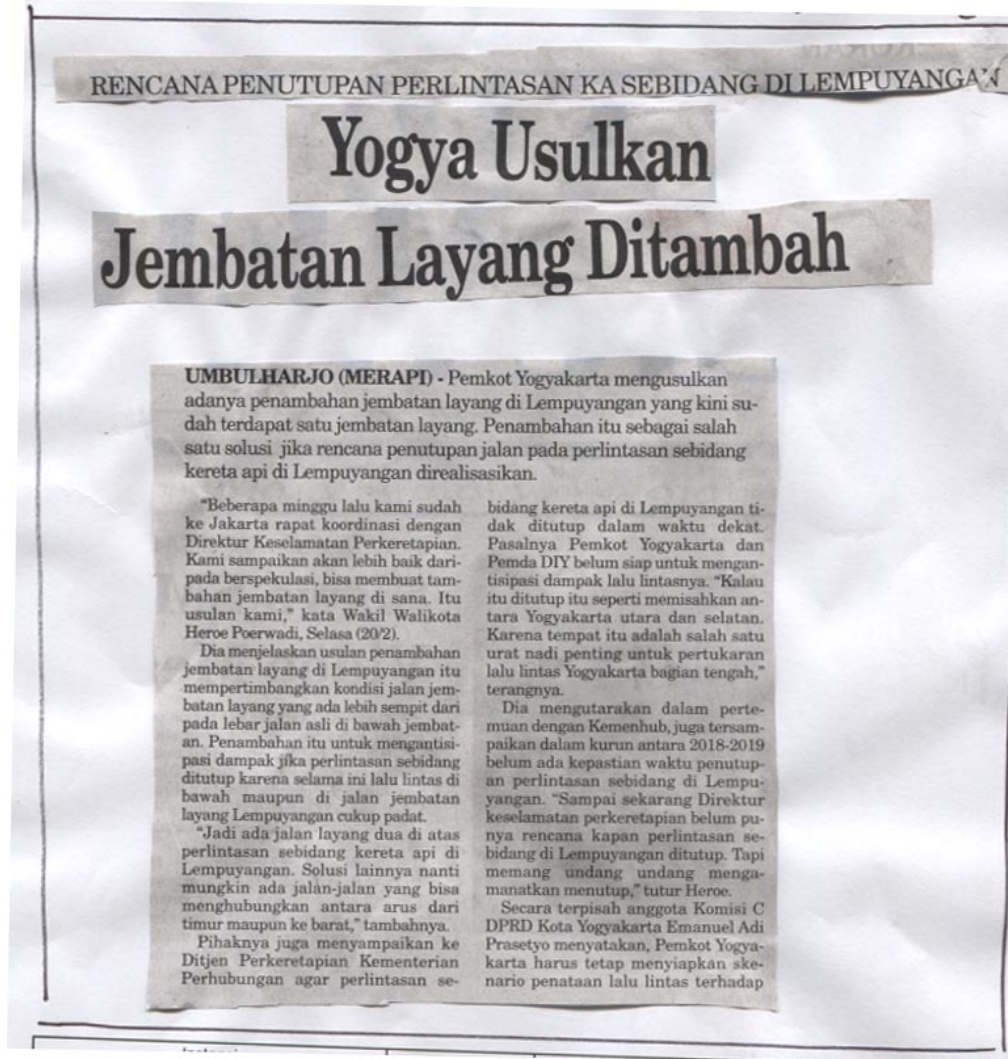 RENCANA PENUTUPAN PERLINTASAN KA SEBIDANG DI LEMPUYANGAN
Yogya Usulkan
Jembatan Layang Ditambah
UMBULHARJO (MERAPI) - Pemkot Yogyakarta mengusulkan
adanya penambahan jembatan layang di Lempuyangan yang kini su-
dah terdapat satu jembatan layang. Penambahan itu sebagai salah
satu solusi jika rencana penutupan jalan pada perlintasan sebidang
kereta api di Lempuyangan direalisasikan.
"Beberapa minggu lalu kami sudah
ke Jakarta rapat koordinasi dengan
Direktur Keselamatan Perkeretapian.
Kami sampaikan akan lebih baik dari-
pada berspekulasi, bisa membuat tam-
bahan jembatan layang di sana. Itu
usulan kami," kata Wakil Walikota
Heroe Poerwadi, Selasa (20/2).
Dia menjelaskan usulan penambahan
jembatan layang di Lempuyangan itu
mempertimbangkan kondisi jalan jem-
batan layang yang ada lebih sempit dari
pada lebar jalan asli di bawah jembat-
an. Penambahan itu untuk mengantisi-
pasi dampak jika perlintasan sebidang
ditutup karena selama ini lalu lintas di
bawah maupun di jalan jembatan
layang Lempuyangan cukup padat.
"Jadi ada jalan layang dua di atas
perlintasan sebidang kereta api di
Lempuyangan. Solusi lainnya nanti
mungkin ada jalan-jalan yang bisa
menghubungkan antara arus dari
timur maupun ke barat," tambahnya.
Pihaknya juga menyampaikan ke
Ditjen Perkeretapian Kementerian
Perhubungan agar perlintasan se-
bidang kereta api di Lempuyangan ti-
dak ditutup dalam waktu dekat.
Pasalnya Pemkot Yogyakarta dan
Pemda DIY belum siap untuk mengan-
tisipasi dampak lalu lintasnya. "Kalau
itu ditutup itu seperti memisahkan an-
tara Yogyakarta utara dan selatan.
Karena tempat itu adalah salah satu
urat nadi penting untuk pertukaran
lalu lintas Yogyakarta bagian tengah,"
terangnya.
Dia mengutarakan dalam perte-
muan dengan Kemenhub, juga tersam-
paikan dalam kurun antara 2018-2019
belum ada kepastian waktu penutup-
an perlintasan sebidang di Lempu-
yangan. "Sampai sekarang Direktur
keselamatan perkeretapian belum pu-
nya rencana kapan perlintasan se-
bidang di Lempuyangan ditutup. Tapi
memang undang undang menga-
manatkan menutup," tutur Heroe.
Secara terpisah anggota Komisi C
DPRD Kota Yogyakarta Emanuel Adi
Prasetyo menyatakan, Pemkot Yogya-
karta harus tetap menyiapkan ske-
nario penataan lalu lintas terhadap